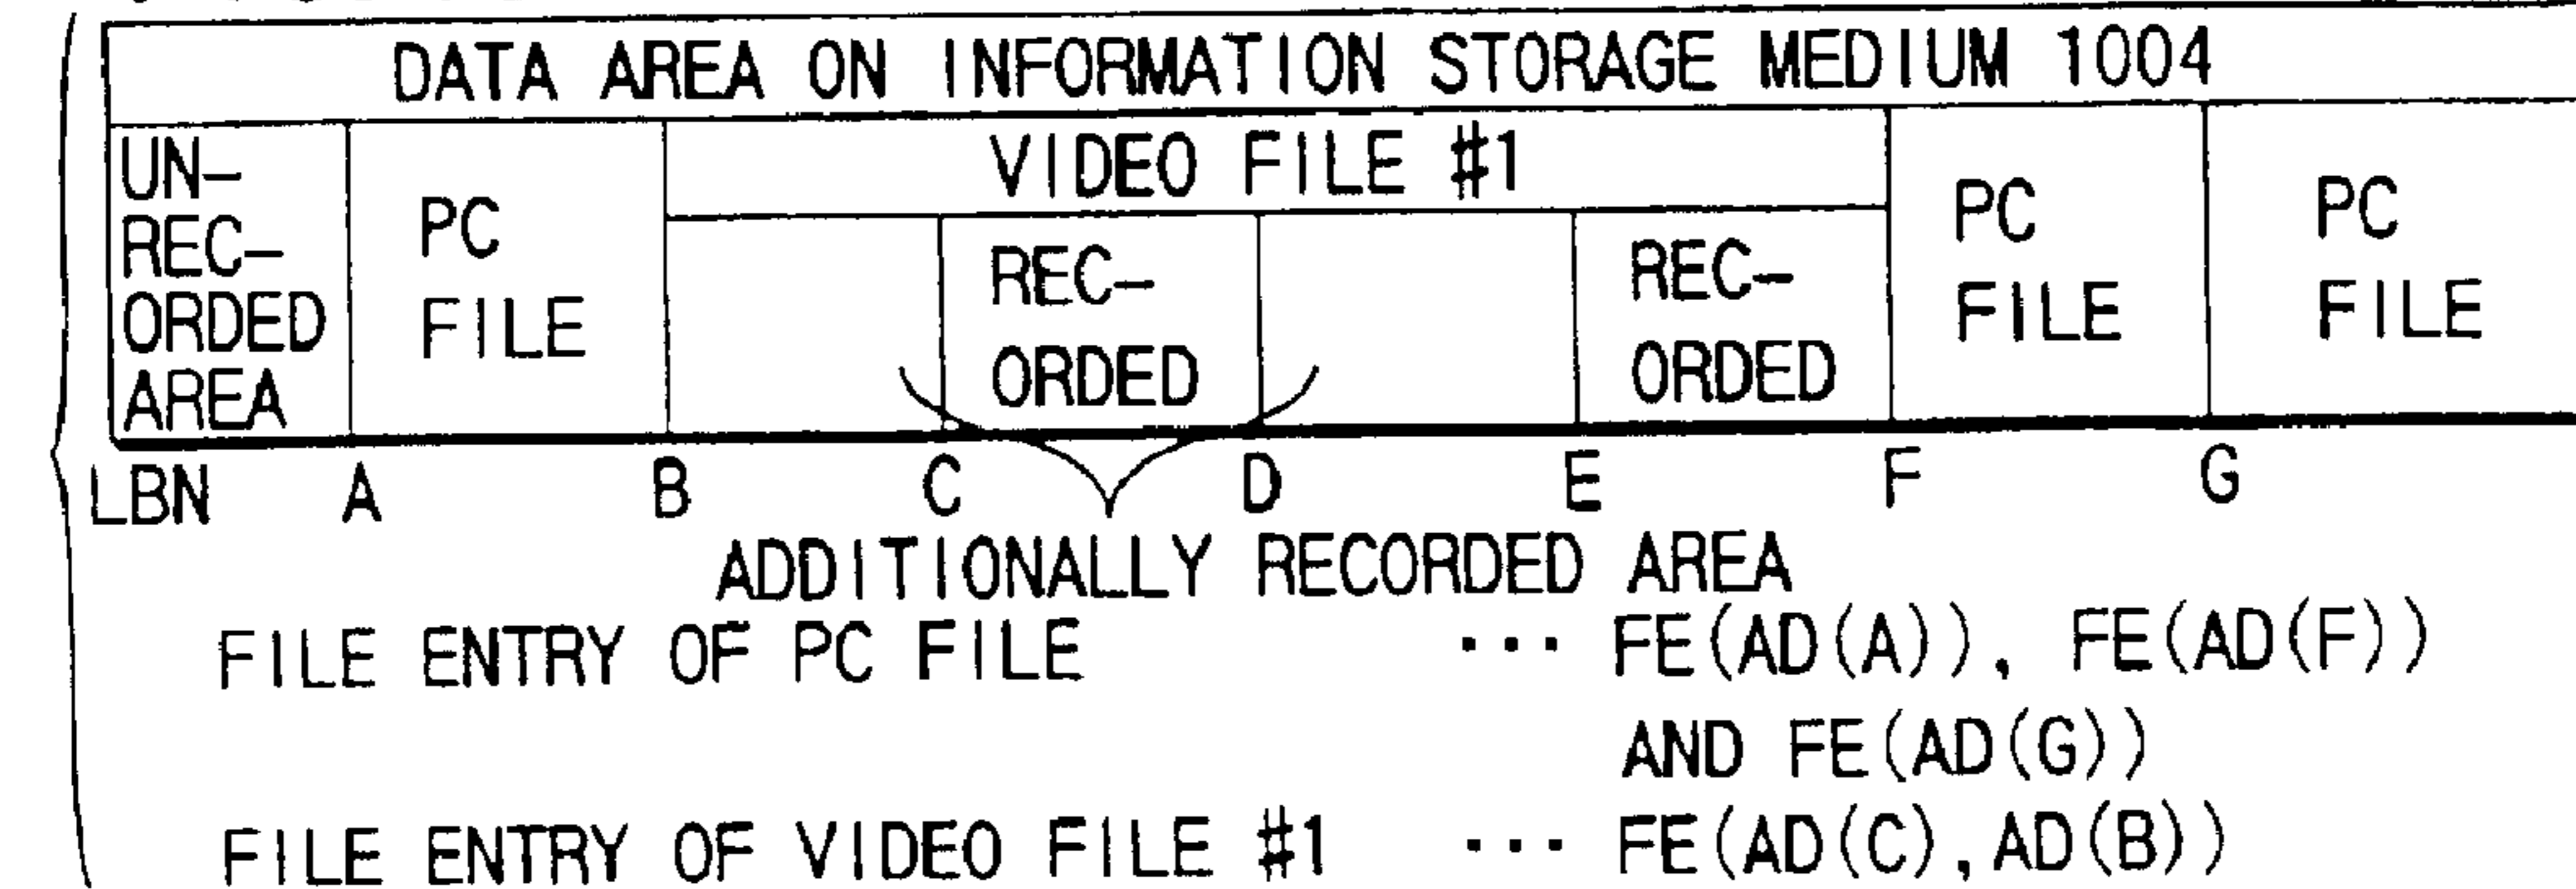 DATA AREA ON INFORMATION STORAGE MEDIUM 1004
UN-
REC-
ORDED
AREA
PC
FILE
VIDEO FILE #1
REC-
ORDED
REC-
ORDED
PC
FILE
PC
FILE
LBN A B C D E F G
ADDITIONALLY RECORDED AREA
FILE ENTRY OF PC FILE ··· FE(AD(A)), FE(AD(F))
AND FE(AD(G))
FILE ENTRY OF VIDEO FILE #1 ··· FE(AD(C),AD(B))